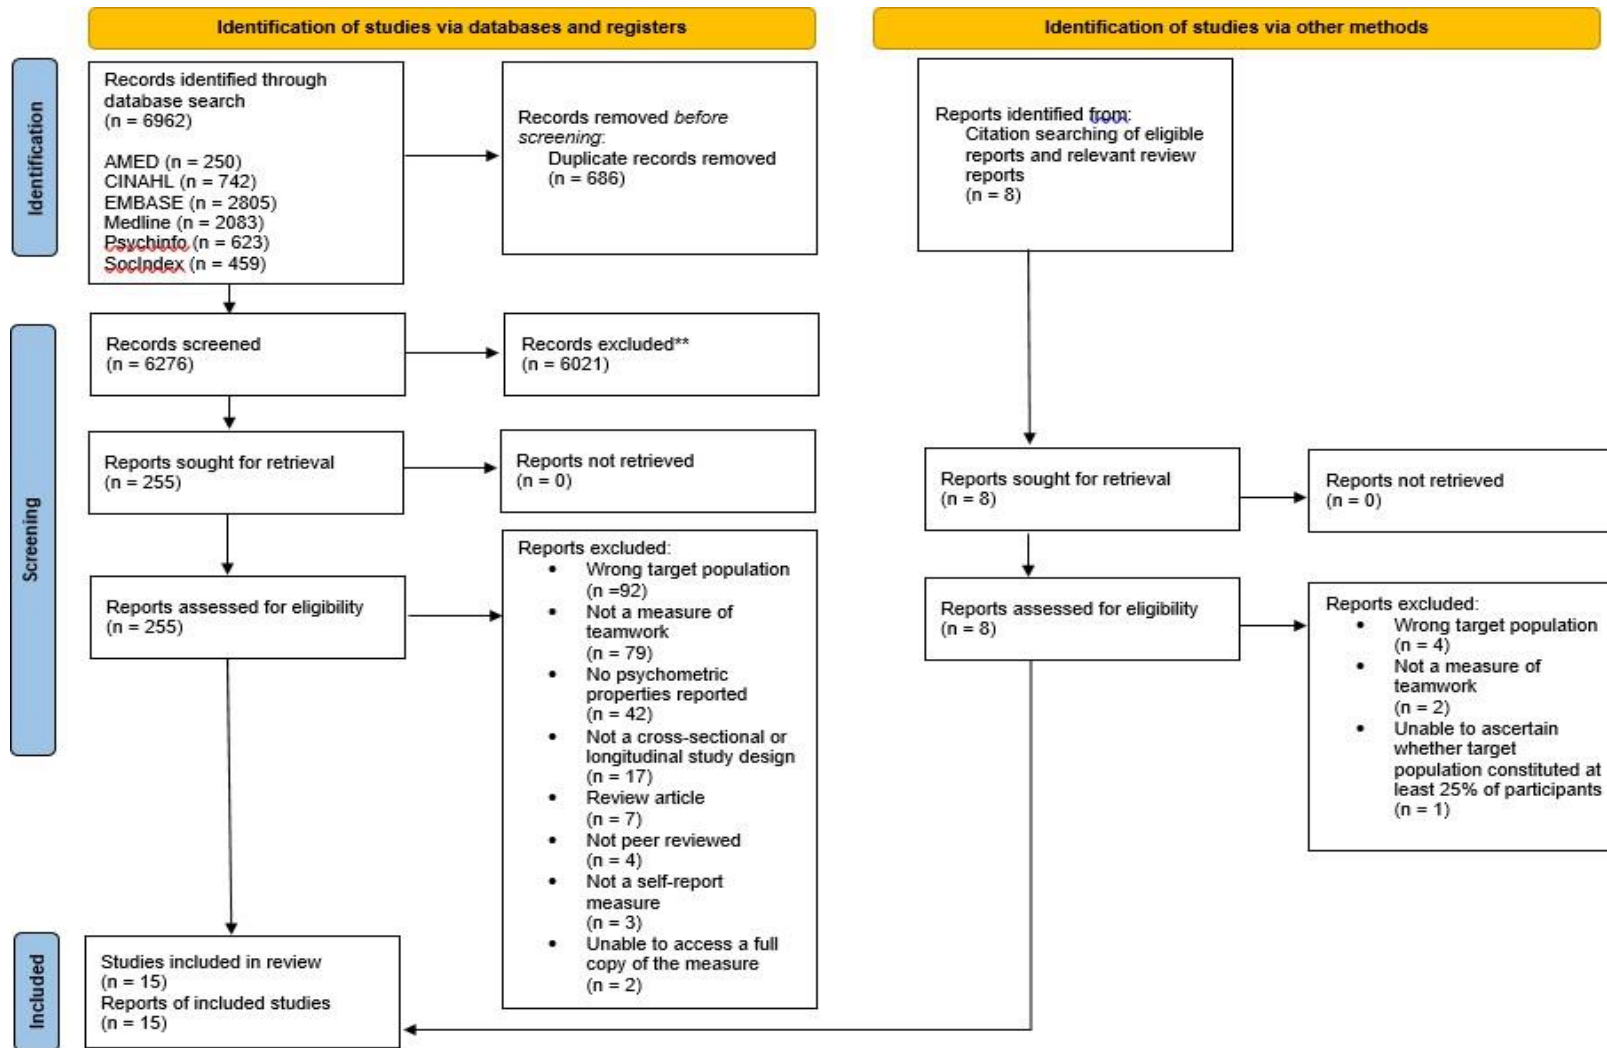 Identification of studies via databases and registers
Identification of studies via other methods
Identification
Records identified through
database search
(n = 6962)
AMED (n = 250)
CINAHL (n = 742)
EMBASE (n = 2805)
Medline (n = 2083)
Psychinfo (n = 623)
SocIndex (n = 459)
Records removed before
screening:
Duplicate records removed
(n = 686)
Reports identified from:
Citation searching of eligible
reports and relevant review
reports
(n = 8)
Screening
Records screened
(n = 6276)
Records excluded**
(n = 6021)
Reports sought for retrieval
(n = 255)
Reports not retrieved
(n = 0)
Reports sought for retrieval
(n = 8)
Reports not retrieved
(n = 0)
Reports assessed for eligibility
(n = 255)
Reports excluded:
• Wrong target population
(n =92)
• Not a measure of
teamwork
(n = 79)
• No psychometric
properties reported
(n = 42)
• Not a cross-sectional or
longitudinal study design
(n = 17)
• Review article
(n = 7)
• Not peer reviewed
(n = 4)
• Not a self-report
measure
(n = 3)
• Unable to access a full
copy of the measure
(n = 2)
Reports assessed for eligibility
(n = 8)
Reports excluded:
• Wrong target population
(n = 4)
• Not a measure of
teamwork
(n = 2)
• Unable to ascertain
whether target
population constituted at
least 25% of participants
(n = 1)
Included
Studies included in review
(n = 15)
Reports of included studies
(n = 15)